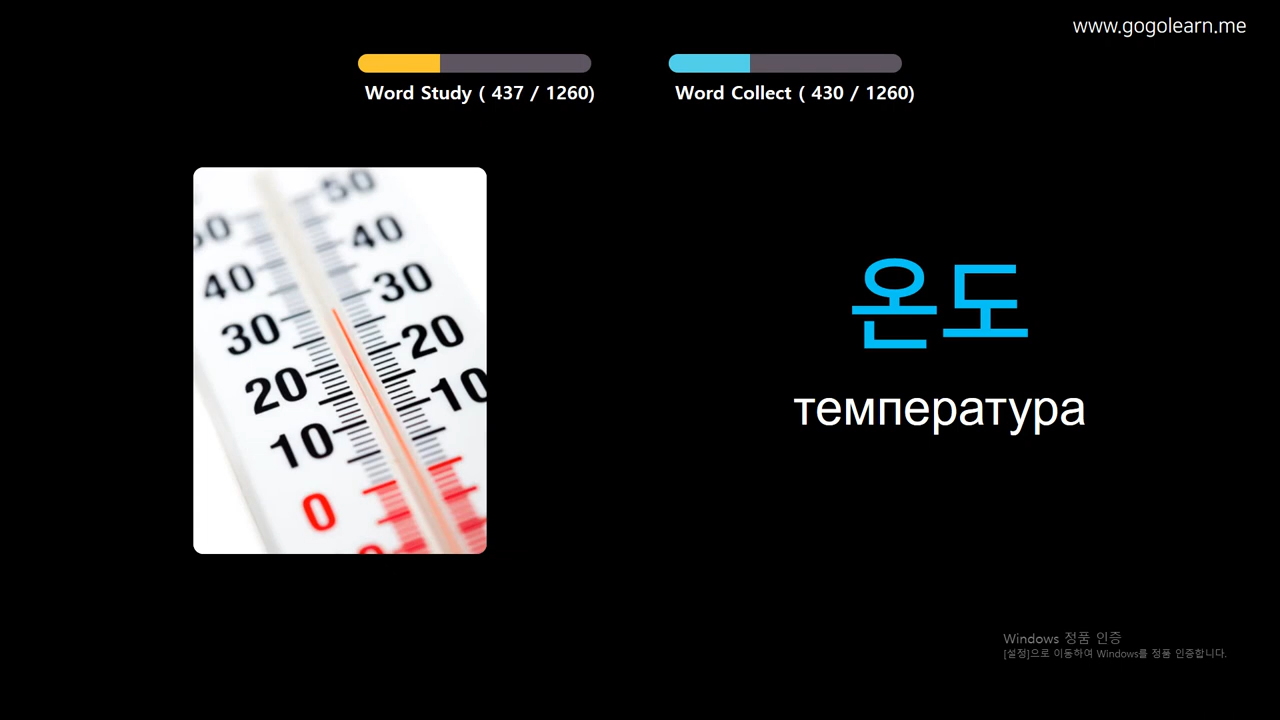 www.gogolearn.me
Word Study ( 437 / 1260)
Word Collect ( 430 / 1260)
50
50
40
40
30
30
20
20
10
10
0
온도
температура
Windows 정품 인증
[설정]으로 이동하여 Windows를 정품 인증합니다.